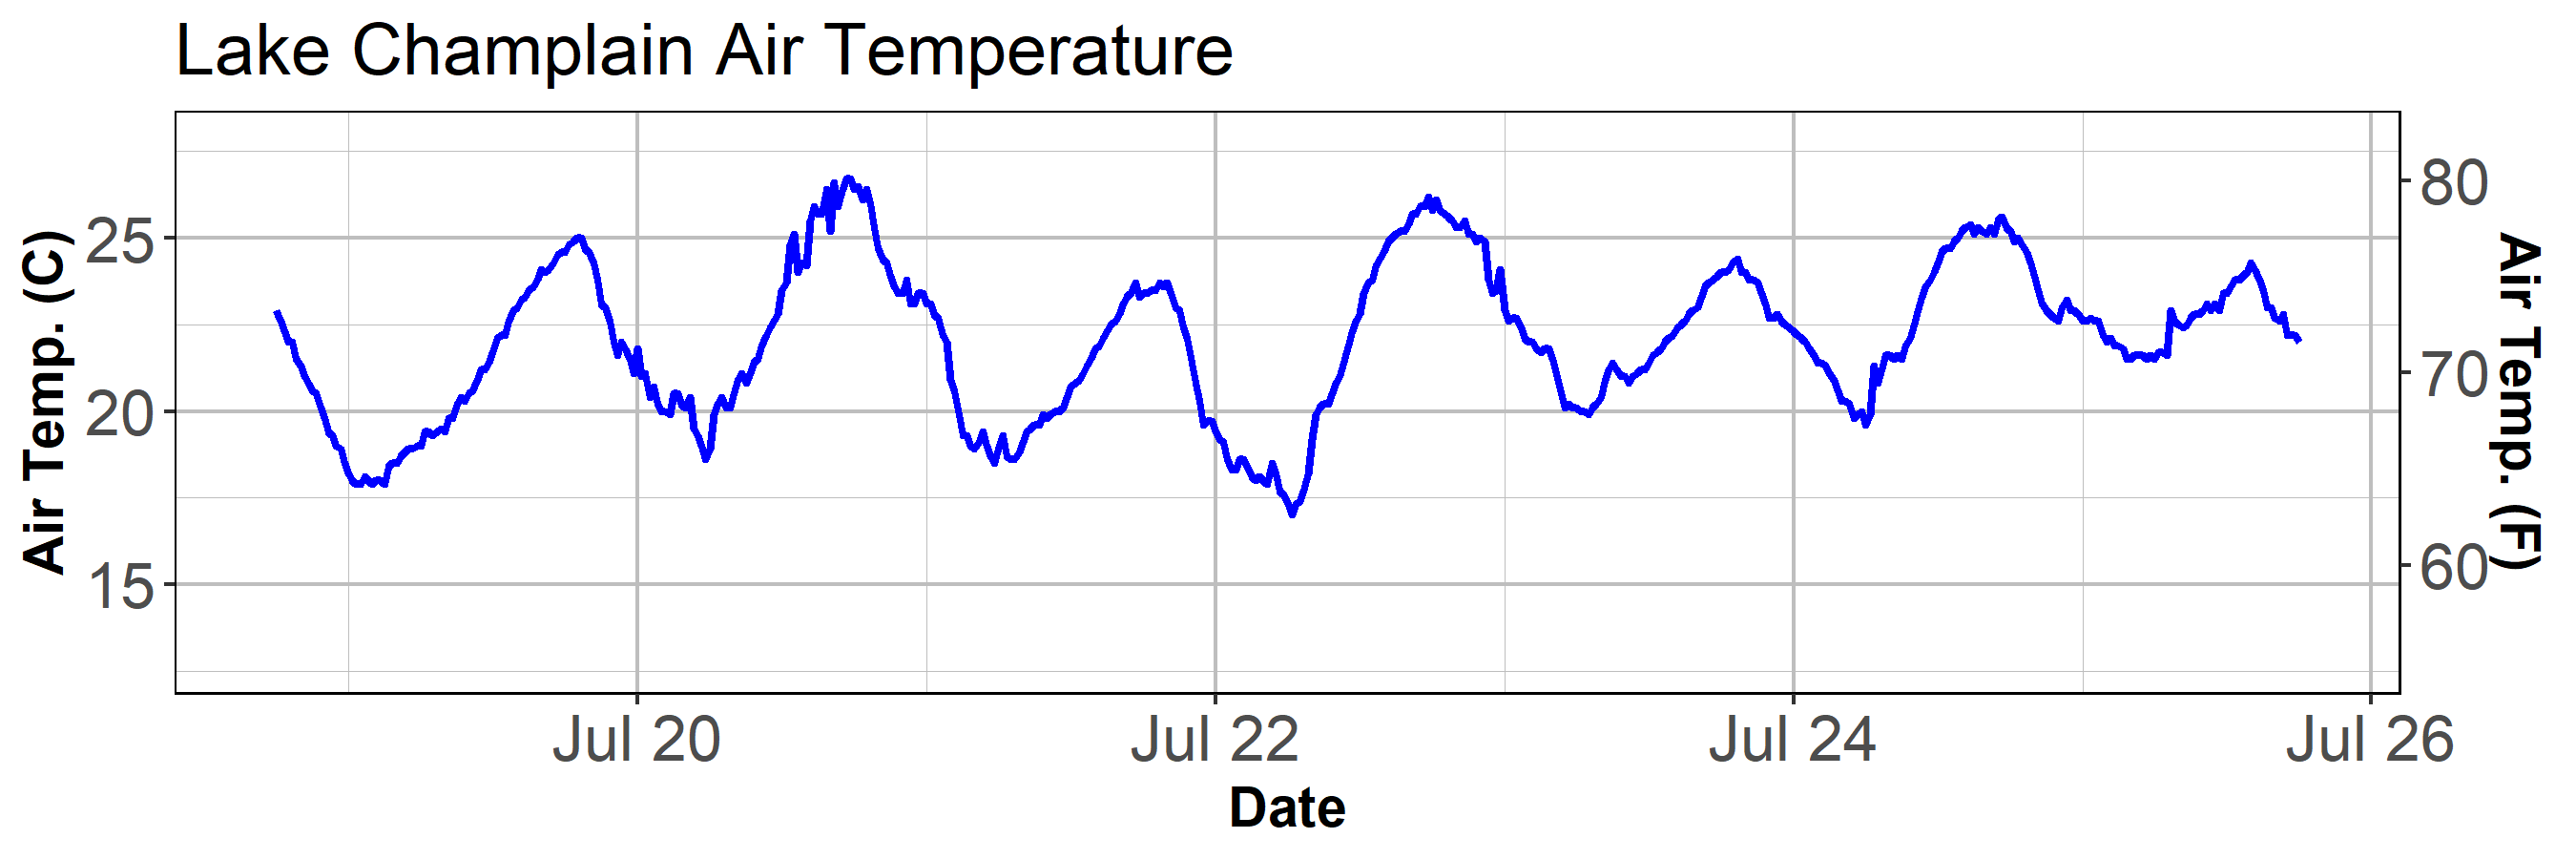 Lake Champlain Air Temperature
Air Temp. (C)
25
20
15
80
70
60
Air Temp. (F)
Jul 20
Jul 22
Jul 24
Jul 26
Date